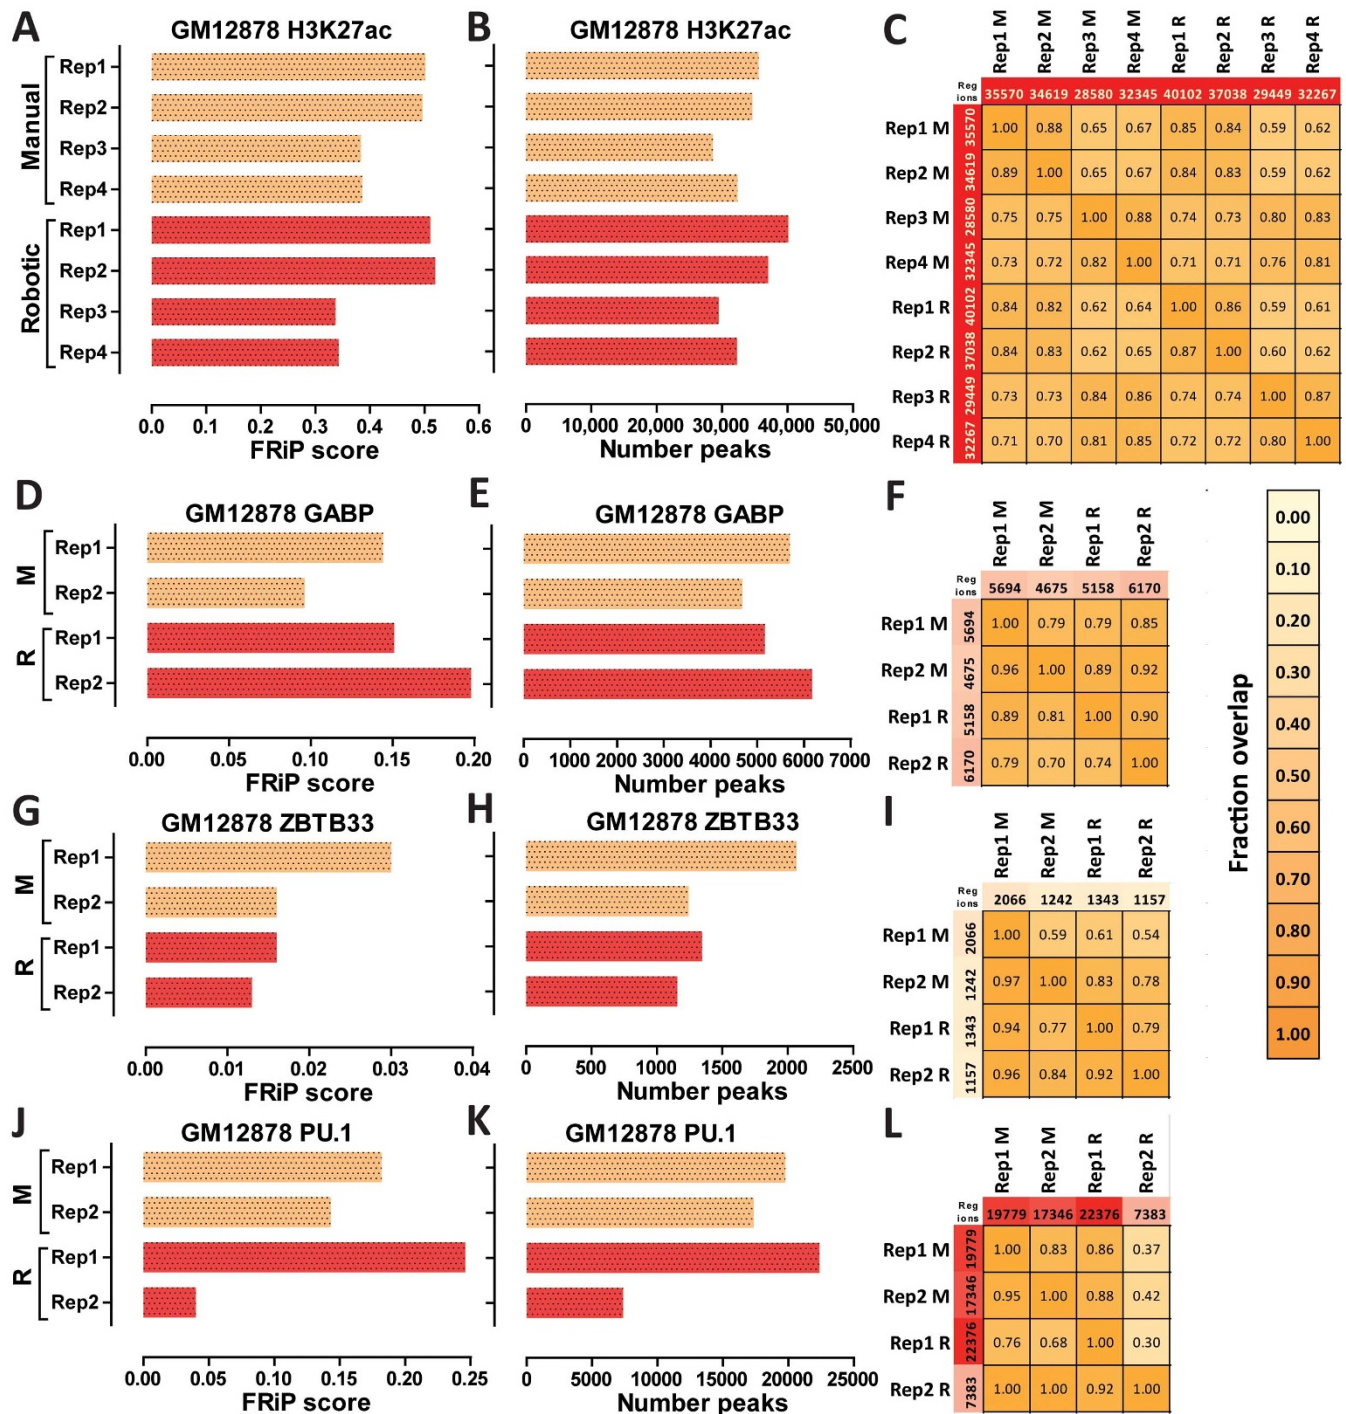 A
GM12878 H3K27ac
Manual
Rep1
Rep2
Rep3
Rep4
Robotic
Rep1
Rep2
Rep3
Rep4
0.0 0.1 0.2 0.3 0.4 0.5 0.6
FRiP score
B
GM12878 H3K27ac
0 10,000 20,000 30,000 40,000 50,000
Number peaks
C
Rep1 M Rep2 M Rep3 M Rep4 M Rep1 R Rep2 R Rep3 R Rep4 R
Reg
ions 35570 34619 28580 32345 40102 37038 29449 32267
Rep1 M 35570 1.00 0.88 0.65 0.67 0.85 0.84 0.59 0.62
Rep2 M 34619 0.89 1.00 0.65 0.67 0.84 0.83 0.59 0.62
Rep3 M 28580 0.75 0.75 1.00 0.88 0.74 0.73 0.80 0.83
Rep4 M 32345 0.73 0.72 0.82 1.00 0.71 0.71 0.76 0.81
Rep1 R 40102 0.84 0.82 0.62 0.64 1.00 0.86 0.59 0.61
Rep2 R 37038 0.84 0.83 0.62 0.65 0.87 1.00 0.60 0.62
Rep3 R 29449 0.73 0.73 0.84 0.86 0.74 0.74 1.00 0.87
Rep4 R 32267 0.71 0.70 0.81 0.85 0.72 0.72 0.80 1.00
D
GM12878 GABP
M
Rep1
Rep2
R
Rep1
Rep2
0.00 0.05 0.10 0.15 0.20
FRiP score
E
GM12878 GABP
0 1000 2000 3000 4000 5000 6000 7000
Number peaks
F
Rep1 M Rep2 M Rep1 R Rep2 R
Reg
ions 5694 4675 5158 6170
Rep1 M 5694 1.00 0.79 0.79 0.85
Rep2 M 4675 0.96 1.00 0.89 0.92
Rep1 R 5158 0.89 0.81 1.00 0.90
Rep2 R 6170 0.79 0.70 0.74 1.00
Fraction overlap
0.00
0.10
0.20
0.30
0.40
0.50
0.60
0.70
0.80
0.90
1.00
G
GM12878 ZBTB33
M
Rep1
Rep2
R
Rep1
Rep2
0.00 0.01 0.02 0.03 0.04
FRiP score
H
GM12878 ZBTB33
0 500 1000 1500 2000 2500
Number peaks
I
Rep1 M Rep2 M Rep1 R Rep2 R
Reg
ions 2066 1242 1343 1157
Rep1 M 2066 1.00 0.59 0.61 0.54
Rep2 M 1242 0.97 1.00 0.83 0.78
Rep1 R 1343 0.94 0.77 1.00 0.79
Rep2 R 1157 0.96 0.84 0.92 1.00
J
GM12878 PU.1
M
Rep1
Rep2
R
Rep1
Rep2
0.00 0.05 0.10 0.15 0.20 0.25
FRiP score
K
GM12878 PU.1
0 5000 10000 15000 20000 25000
Number peaks
L
Rep1 M Rep2 M Rep1 R Rep2 R
Reg
ions 19779 17346 22376 7383
Rep1 M 19779 1.00 0.83 0.86 0.37
Rep2 M 17346 0.95 1.00 0.88 0.42
Rep1 R 22376 0.76 0.68 1.00 0.30
Rep2 R 7383 1.00 1.00 0.92 1.00